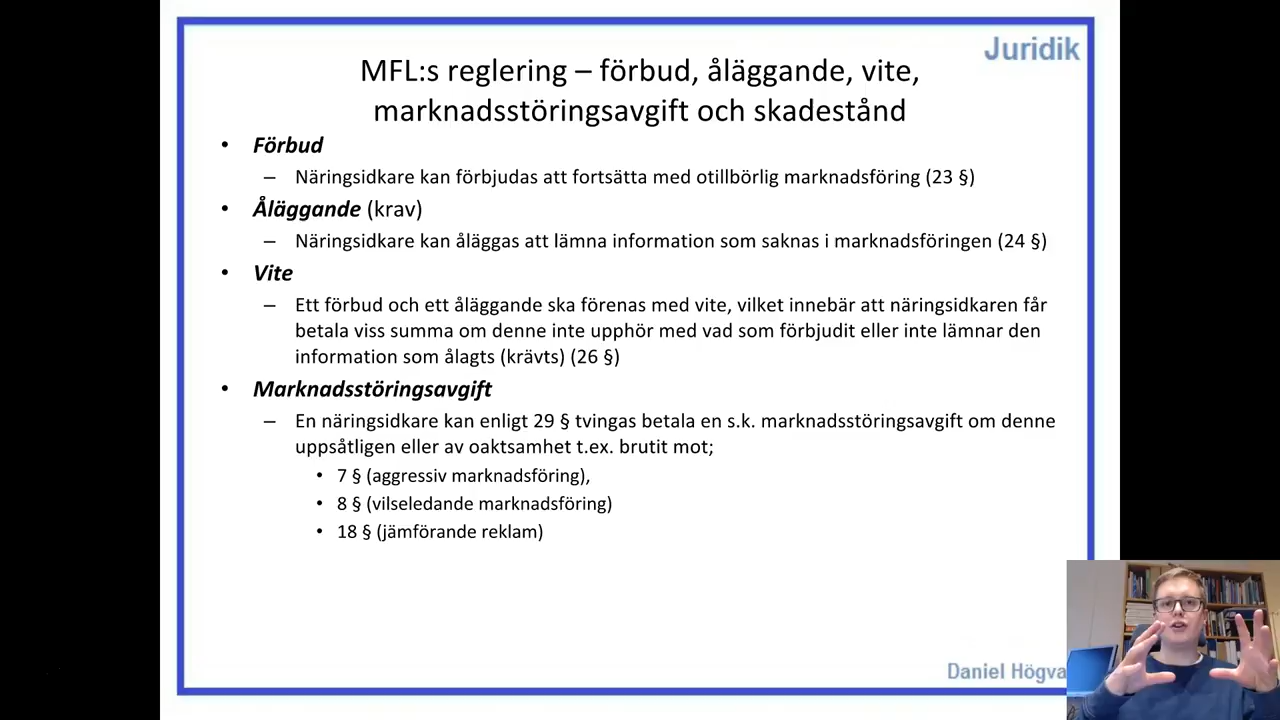 Juridik
MFL:s reglering – förbud, åläggande, vite,
marknadsstöringsavgift och skadestånd
• Förbud
– Näringsidkare kan förbjudas att fortsätta med otillbörlig marknadsföring (23 §)
• Åläggande (krav)
– Näringsidkare kan åläggas att lämna information som saknas i marknadsföringen (24 §)
• Vite
– Ett förbud och ett åläggande ska förenas med vite, vilket innebär att näringsidkaren får
betala viss summa om denne inte upphör med vad som förbjudit eller inte lämnar den
information som ålagts (krävts) (26 §)
• Marknadsstöringsavgift
– En näringsidkare kan enligt 29 § tvingas betala en s.k. marknadsstöringsavgift om denne
uppsåtligen eller av oaktsamhet t.ex. brutit mot;
• 7 § (aggressiv marknadsföring),
• 8 § (vilseledande marknadsföring)
• 18 § (jämförande reklam)
Daniel Högva